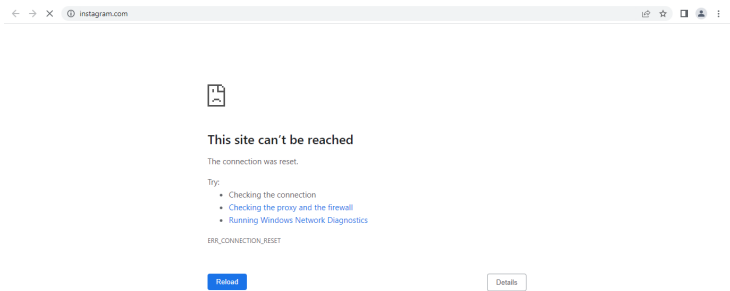 instagram.com
This site can't be reached
The connection was reset.
Try:
Checking the connection
Checking the proxy and the firewall
Running Windows Network Diagnostics
ERR_CONNECTION_RESET
Reload
Details